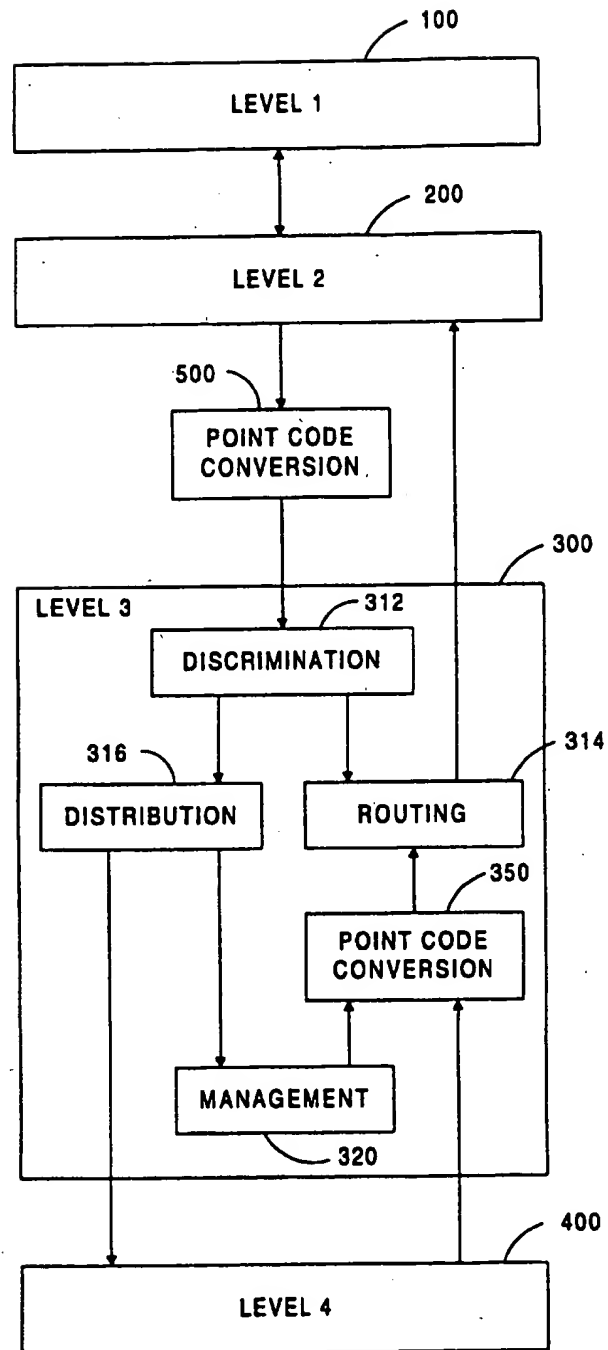 100
LEVEL 1
200
LEVEL 2
500
POINT CODE
CONVERSION
300
LEVEL 3
312
DISCRIMINATION
316
314
DISTRIBUTION
ROUTING
350
POINT CODE
CONVERSION
MANAGEMENT
320
400
LEVEL 4